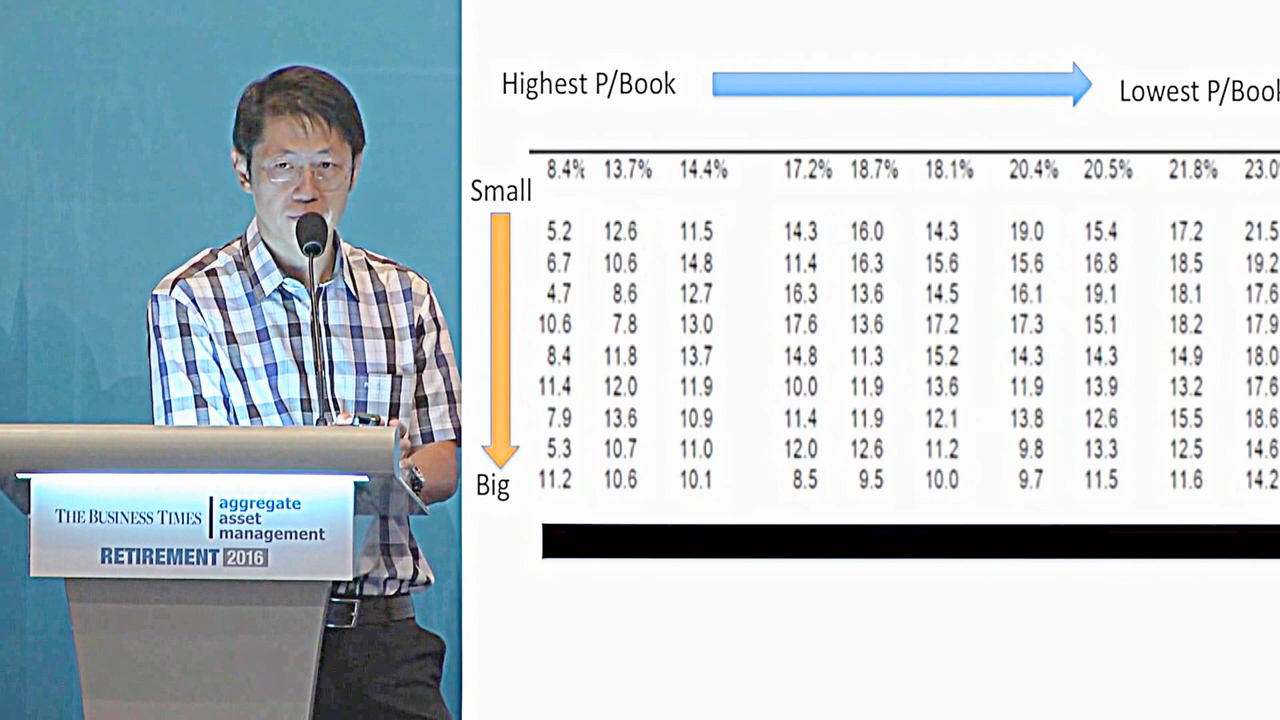 Highest P/Book
Lowest P/Book
8.4% 13.7% 14.4% 17.2% 18.7% 18.1% 20.4% 20.5% 21.8% 23.0
Small
5.2 12.6 11.5 14.3 16.0 14.3 19.0 15.4 17.2 21.5
6.7 10.6 14.8 11.4 16.3 15.6 15.6 16.8 18.5 19.2
4.7 8.6 12.7 16.3 13.6 14.5 16.1 19.1 18.1 17.6
10.6 7.8 13.0 17.6 13.6 17.2 17.3 15.1 18.2 17.9
8.4 11.8 13.7 14.8 11.3 15.2 14.3 14.3 14.9 18.0
11.4 12.0 11.9 10.0 11.9 13.6 11.9 13.9 13.2 17.6
7.9 13.6 10.9 11.4 11.9 12.1 13.8 12.6 15.5 18.6
5.3 10.7 11.0 12.0 12.6 11.2 9.8 13.3 12.5 14.6
Big
11.2 10.6 10.1 8.5 9.5 10.0 9.7 11.5 11.6 14.2
THE BUSINESS TIMES
aggregate
asset
management
RETIREMENT 2016